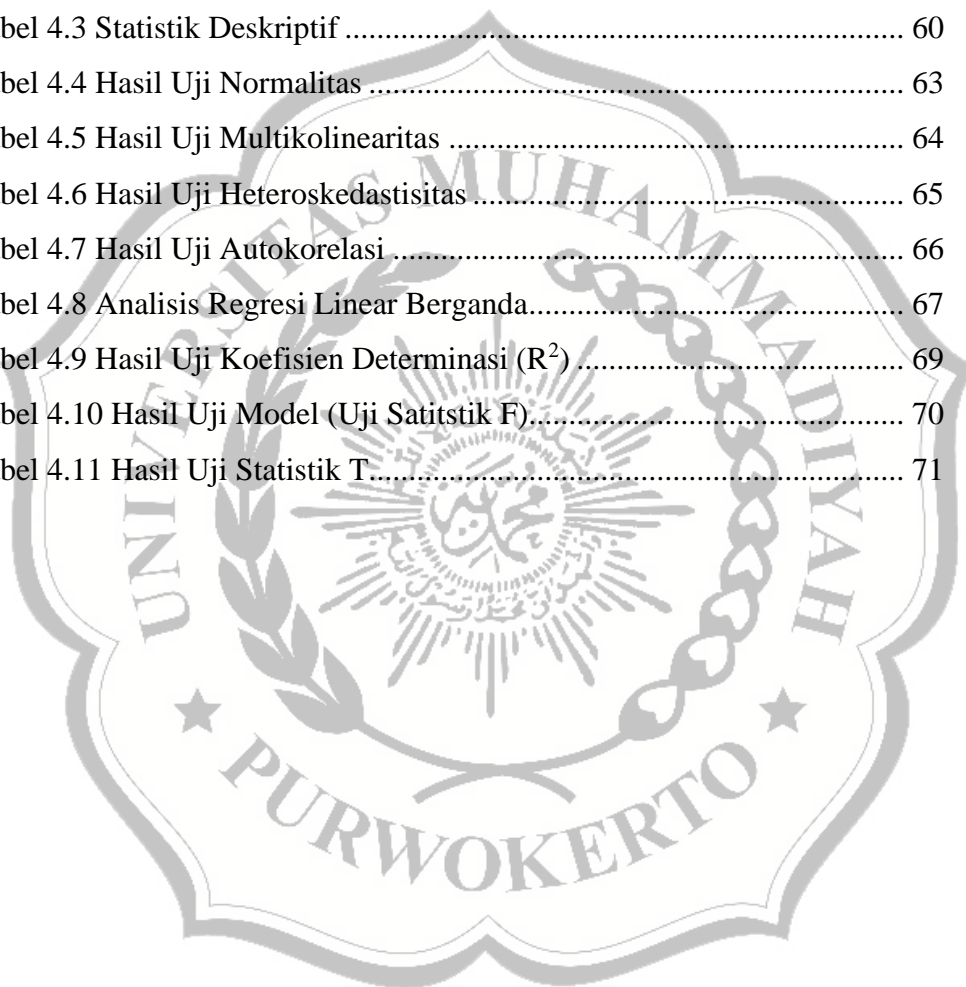 bel 4.3 Statistik Deskriptif ........................................................................ 60
bel 4.4 Hasil Uji Normalitas ..................................................................... 63
bel 4.5 Hasil Uji Multikolinearitas ........................................................... 64
bel 4.6 Hasil Uji Heteroskedastisitas ........................................................ 65
bel 4.7 Hasil Uji Autokorelasi .................................................................. 66
bel 4.8 Analisis Regresi Linear Berganda................................................. 67
bel 4.9 Hasil Uji Koefisien Determinasi (R²) ........................................... 69
bel 4.10 Hasil Uji Model (Uji Satitstik F)................................................. 70
bel 4.11 Hasil Uji Statistik T..................................................................... 71
UNIVERSITAS MUHAMMADIYAH
PURWOKERTO